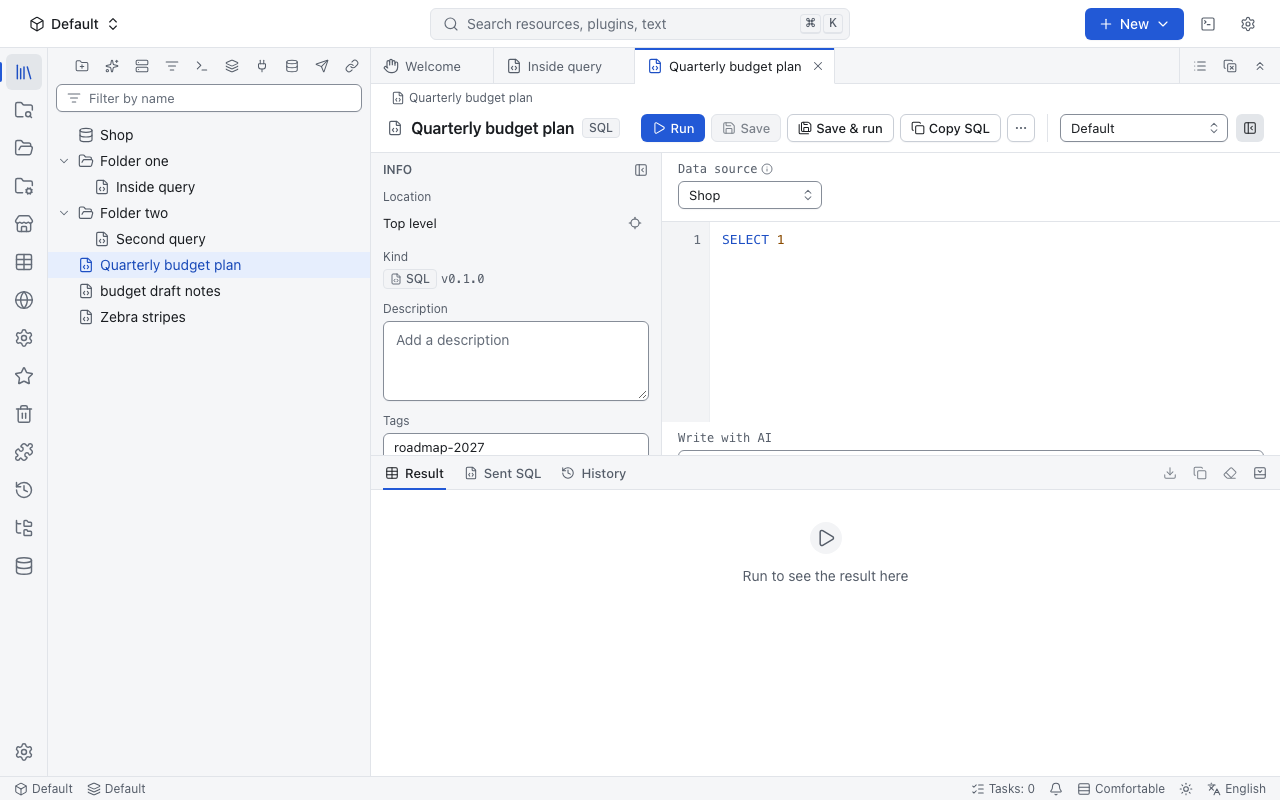 Default
Search resources, plugins, text
⌘ K
New
Welcome
Inside query
Quarterly budget plan
Filter by name
Shop
Folder one
Inside query
Folder two
Second query
Quarterly budget plan
budget draft notes
Zebra stripes
Quarterly budget plan
Quarterly budget plan SQL
Run
Save
Save & run
Copy SQL
Default
INFO
Location
Top level
Kind
SQL v0.1.0
Description
Add a description
Tags
roadmap-2027
Data source
Shop
1 SELECT 1
Write with AI
Result
Sent SQL
History
Run to see the result here
Default
Default
Tasks: 0
Comfortable
English